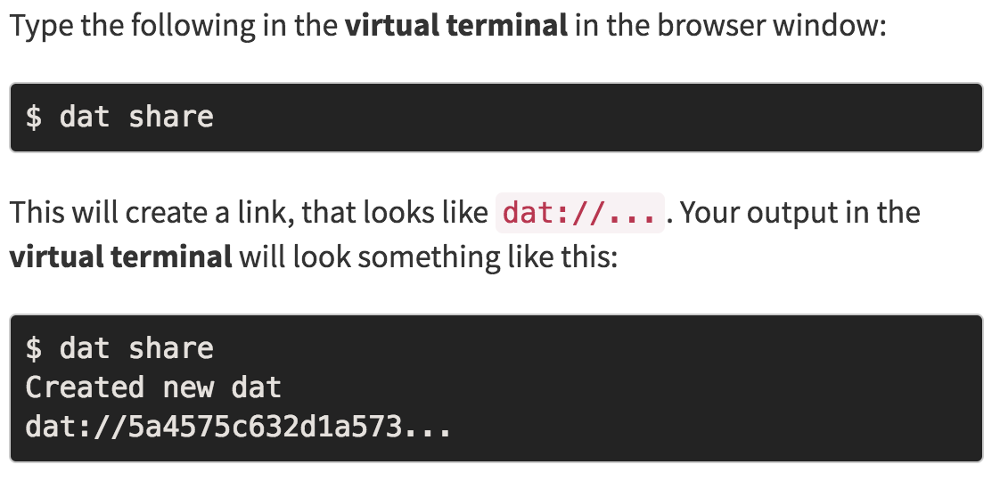 Type the following in the virtual terminal in the browser window:
$ dat share
This will create a link, that looks like dat://... . Your output in the
virtual terminal will look something like this:
$ dat share
Created new dat
dat://5a4575c632d1a573...